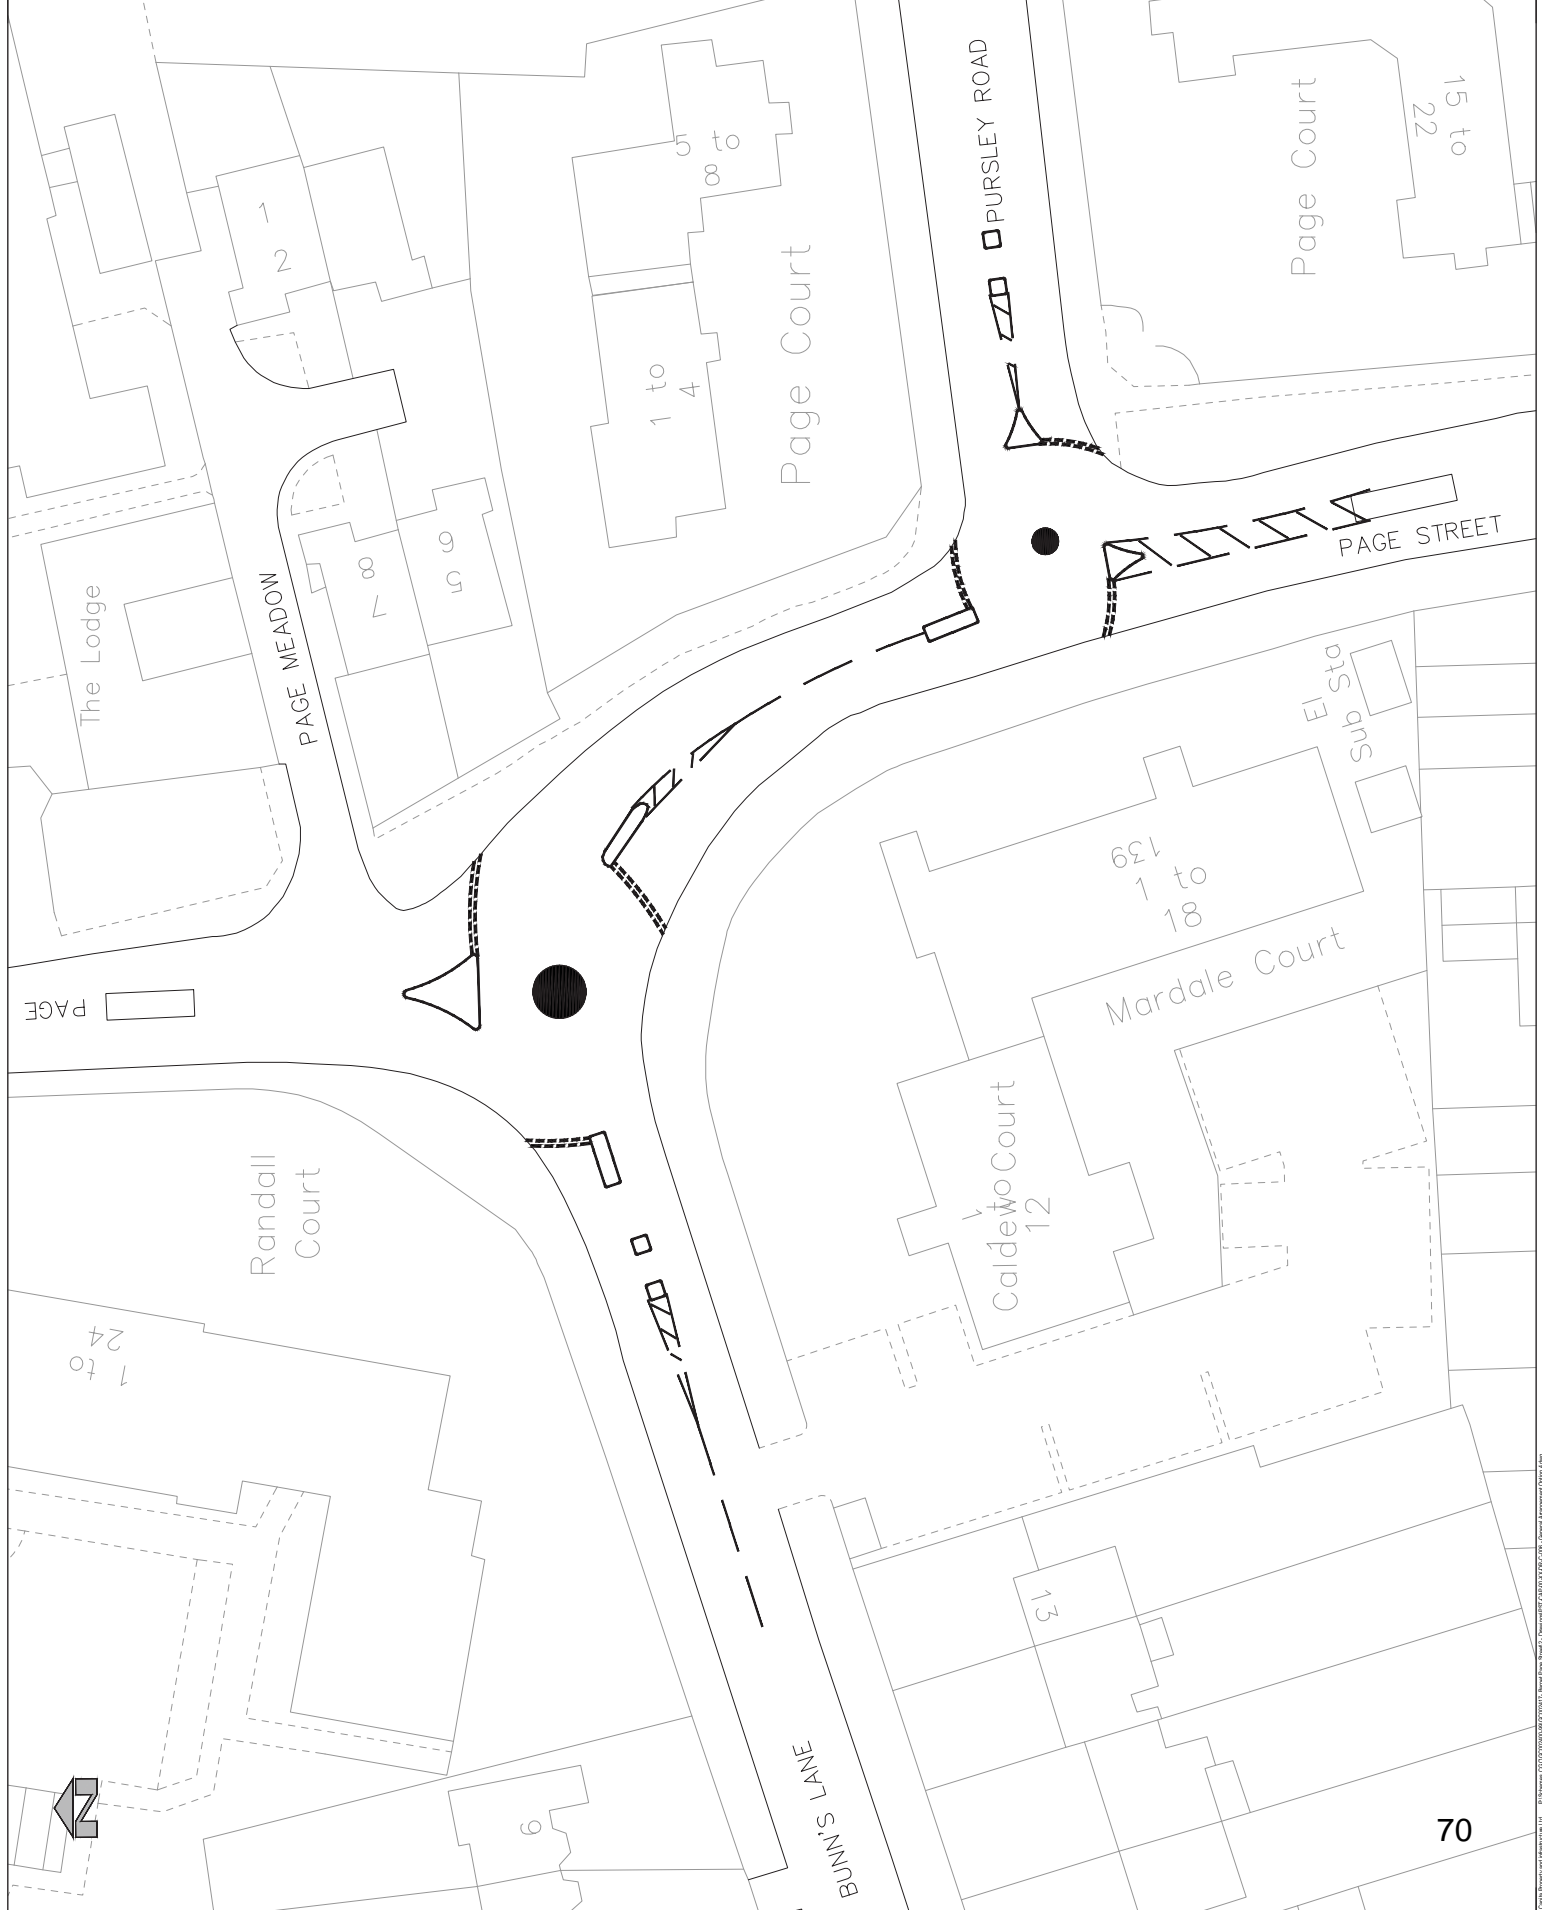 PURSLEY ROAD
15 to
22
Page Court
5 to
8
1
2
Page Court
1 to
4
PAGE STREET
The Lodge
PAGE MEADOW
8
7
6
5
El Sta
Sub Sta
139
1 to
18
Mardale Court
PAGE
Randall
Court
Caldew Court
1 to
12
1 to
24
13
BUNN'S LANE
9
N
70